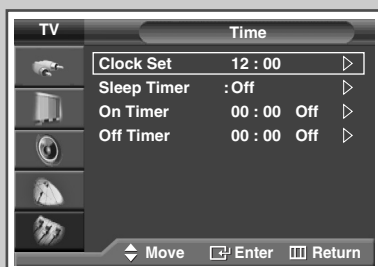 TV Time
Clock Set 12 : 00
Sleep Timer : Off
On Timer 00 : 00 Off
Off Timer 00 : 00 Off
Move Enter Return